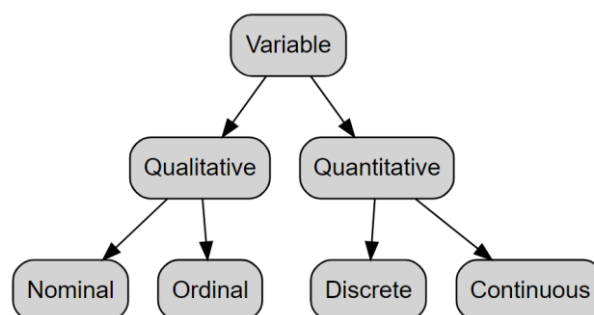 Variable
Qualitative
Quantitative
Nominal
Ordinal
Discrete
Continuous